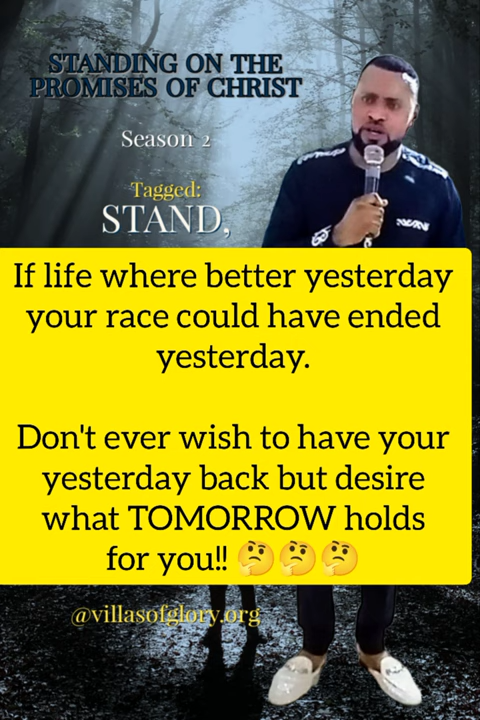 STANDING ON THE
PROMISES OF CHRIST
Season 2
Tagged:
STAND,
If life where better yesterday
your race could have ended
yesterday.
Don't ever wish to have your
yesterday back but desire
what TOMORROW holds
for you!! 🤔🤔🤔
@villasofglory.org